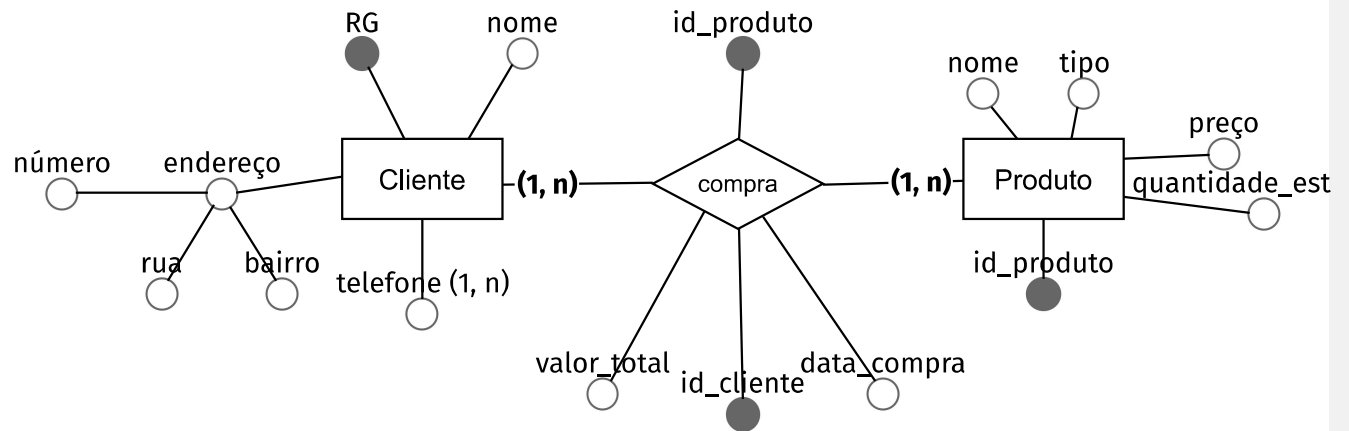 RG
nome
id_produto
nome
tipo
preço
número
endereço
Cliente
(1, n)
compra
(1, n)
Produto
quantidade_est
rua
bairro
telefone (1, n)
id_produto
valor_total
id_cliente
data_compra